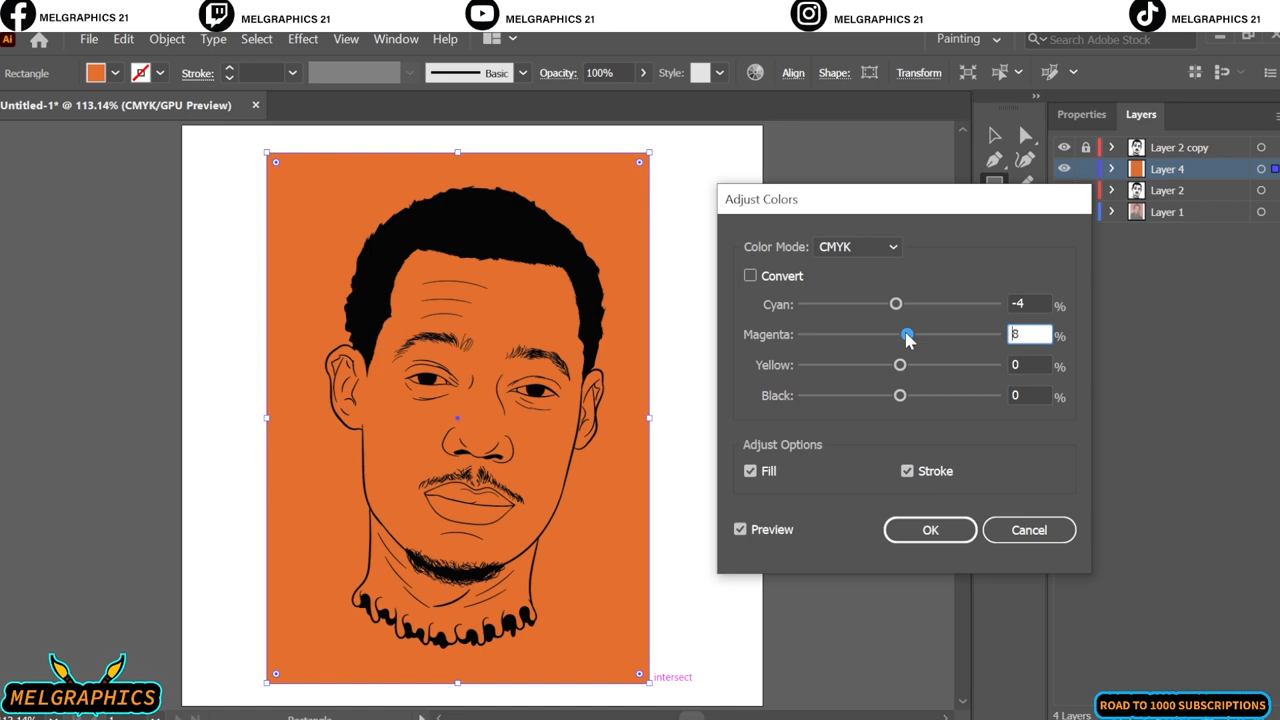 MELGRAPHICS 21
MELGRAPHICS 21
MELGRAPHICS 21
MELGRAPHICS 21
MELGRAPHICS 21
Ai
File Edit Object Type Select Effect View Window Help
Painting
Search Adobe Stock
Rectangle
Stroke:
Basic
Opacity: 100%
Style:
Align
Shape:
Transform
Untitled-1* @ 113.14% (CMYK/GPU Preview)
Properties Layers
Layer 2 copy
Layer 4
Layer 2
Layer 1
Adjust Colors
Color Mode: CMYK
Convert
Cyan: -4 %
Magenta: 8 %
Yellow: 0 %
Black: 0 %
Adjust Options
Fill Stroke
Preview OK Cancel
intersect
MELGRAPHICS
ROAD TO 1000 SUBSCRIPTIONS
4 Layers
Rectangle